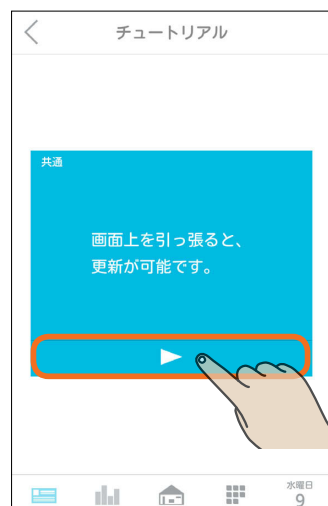 チュートリアル
共通
画面上を引っ張ると、
更新が可能です。
水曜日
9